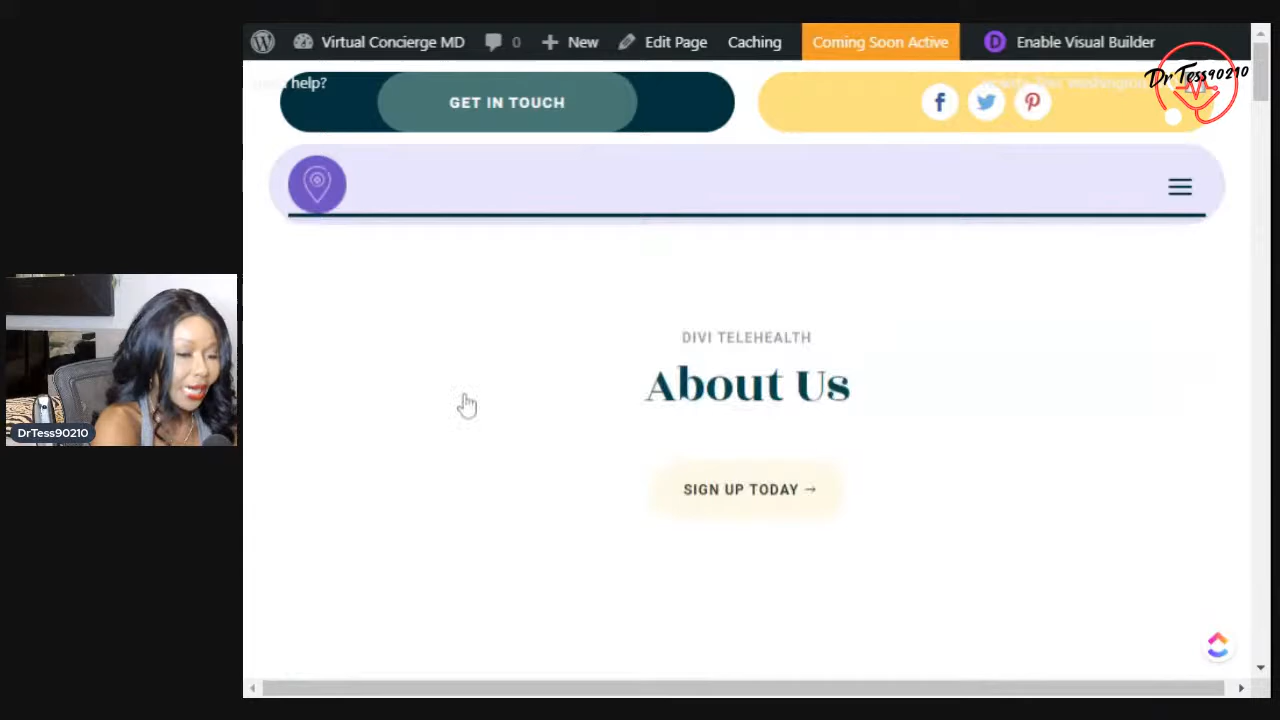 Virtual Concierge MD 0 New Edit Page Caching Coming Soon Active Enable Visual Builder
help?
DrTess90210
GET IN TOUCH
DIVI TELEHEALTH
About Us
SIGN UP TODAY →
DrTess90210